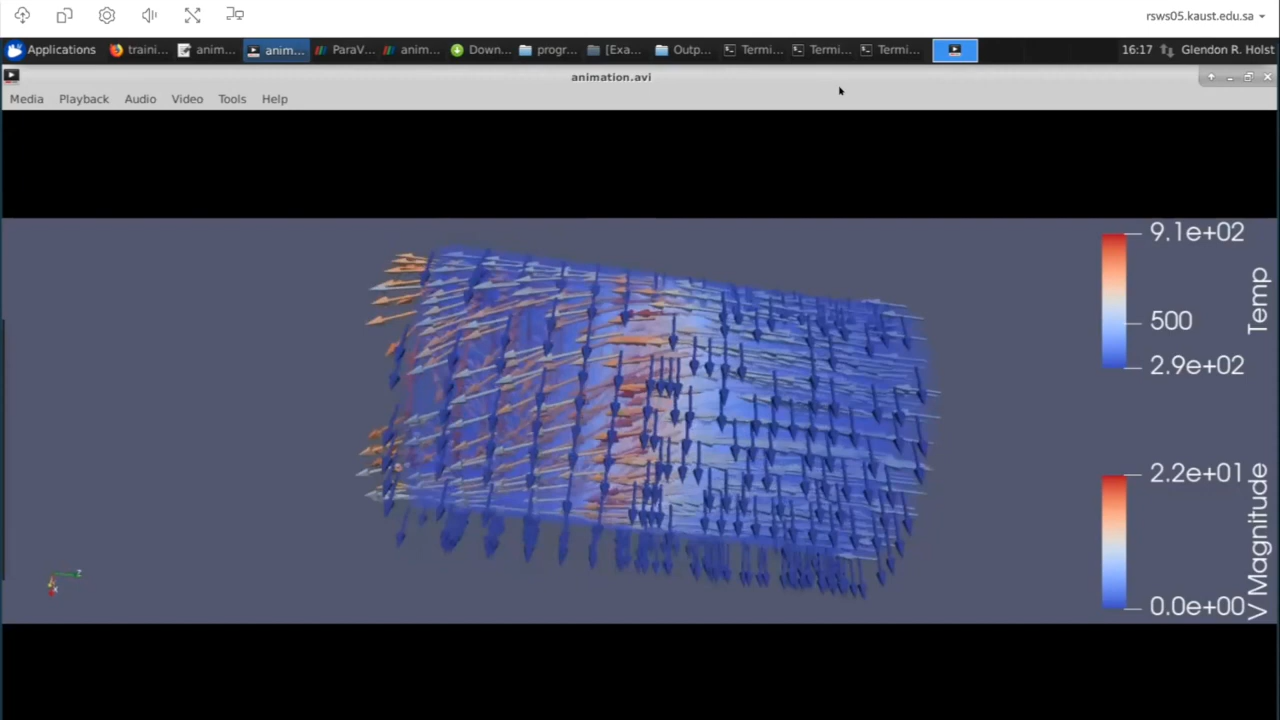 rsws05.kaust.edu.sa
Applications traini... anim... anim... ParaV... anim... Down... progr... [Exa... Outp... Termi... Termi... Termi... 16:17 Glendon R. Holst
animation.avi
Media Playback Audio Video Tools Help
9.1e+02
500
2.9e+02
Temp
2.2e+01
0.0e+00
V Magnitude
Z
X